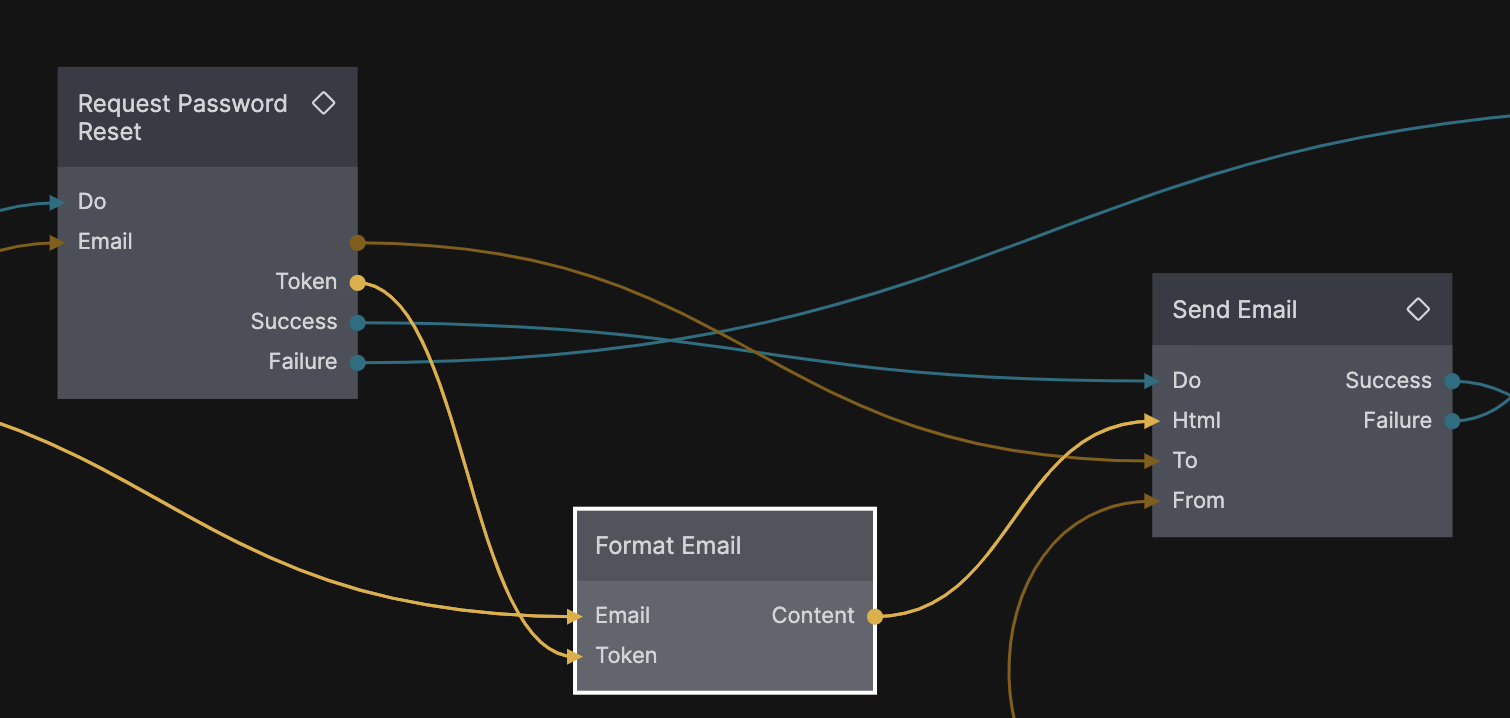 Request Password
Reset
Do
Email
Token
Success
Failure
Send Email
Do Success
Html Failure
To
From
Format Email
Email Content
Token